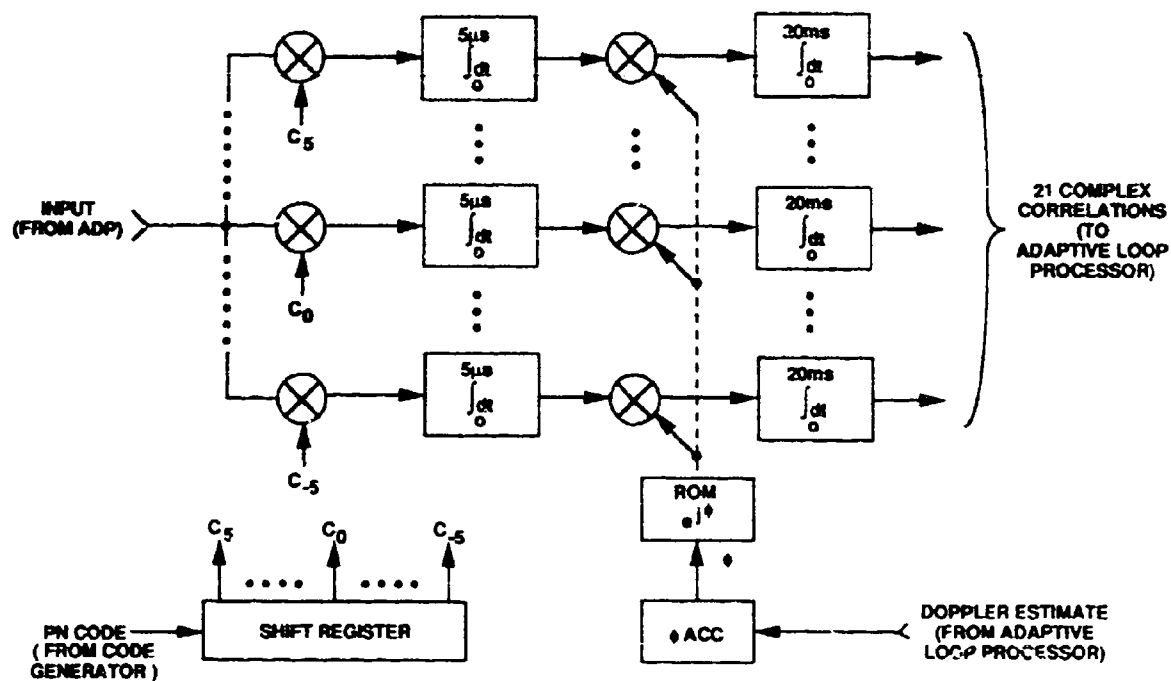 5μs
∫ dt
0
30ms
∫ dt
0
C5
INPUT
(FROM ADP)
5μs
∫ dt
0
20ms
∫ dt
0
C0
21 COMPLEX
CORRELATIONS
(TO
ADAPTIVE LOOP
PROCESSOR)
5μs
∫ dt
0
20ms
∫ dt
0
C-5
ROM
e jϕ
C5
C0
C-5
ϕ
PN CODE
( FROM CODE
GENERATOR)
SHIFT REGISTER
ϕ ACC
DOPPLER ESTIMATE
(FROM ADAPTIVE
LOOP PROCESSOR)